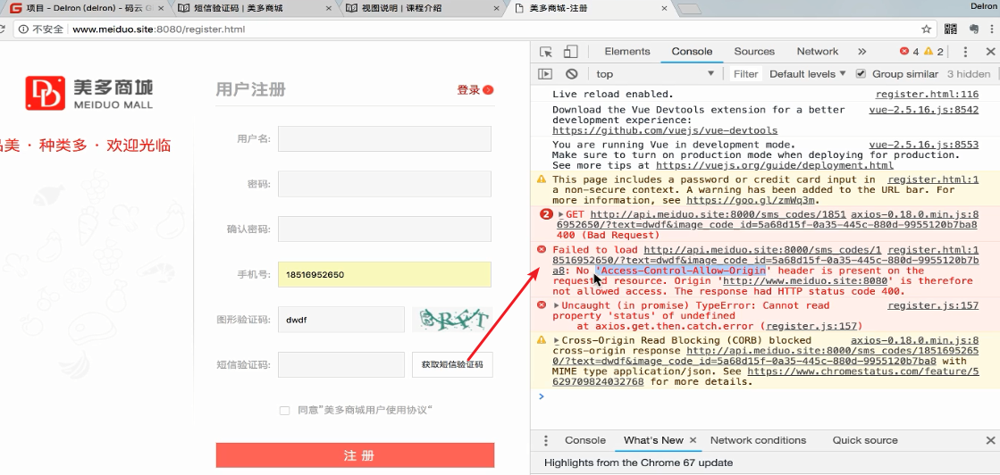 项目 - Delron (delron) - 码云 G
短信验证码 | 美多商城
视图说明 | 课程介绍
美多商城-注册
Delron
不安全
www.meiduo.site:8080/register.html
美多商城
MEIDUO MALL
品美 · 种类多 · 欢迎光临
用户注册
登录
用户名:
密码:
确认密码:
手机号:
18516952650
图形验证码:
dwdf
短信验证码:
获取短信验证码
同意”美多商城用户使用协议“
注 册
Elements
Console
Sources
Network
»
4
2
top
Filter
Default levels
Group similar
3 hidden
Live reload enabled.
register.html:116
Download the Vue Devtools extension for a better
vue-2.5.16.js:8542
development experience:
https://github.com/vuejs/vue-devtools
You are running Vue in development mode.
vue-2.5.16.js:8553
Make sure to turn on production mode when deploying for production.
See more tips at https://vuejs.org/guide/deployment.html
This page includes a password or credit card input in
register.html:1
a non-secure context. A warning has been added to the URL bar. For
more information, see https://goo.gl/zmWq3m.
2
GET http://api.meiduo.site:8000/sms_codes/1851
axios-0.18.0.min.js:8
6952650/?text=dwdf&image_code_id=5a68d15f-0a35-445c-880d-9955120b7ba8
400 (Bad Request)
Failed to load http://api.meiduo.site:8000/sms_codes/1
register.html:1
8516952650/?text=dwdf&image_code_id=5a68d15f-0a35-445c-880d-9955120b7b
a8: No 'Access-Control-Allow-Origin' header is present on the
requested resource. Origin 'http://www.meiduo.site:8080' is therefore
not allowed access. The response had HTTP status code 400.
Uncaught (in promise) TypeError: Cannot read
register.js:157
property 'status' of undefined
at axios.get.then.catch.error (register.js:157)
Cross-Origin Read Blocking (CORB) blocked
axios-0.18.0.min.js:8
cross-origin response http://api.meiduo.site:8000/sms_codes/1851695265
0/?text=dwdf&image_code_id=5a68d15f-0a35-445c-880d-9955120b7ba8 with
MIME type application/json. See https://www.chromestatus.com/feature/5
629709824032768 for more details.
Console
What's New
Network conditions
Quick source
Highlights from the Chrome 67 update